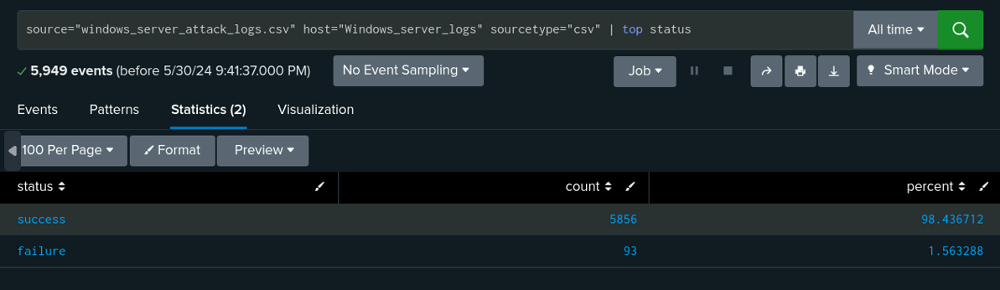 source="windows_server_attack_logs.csv" host="Windows_server_logs" sourcetype="csv" | top status All time
5,949 events (before 5/30/24 9:41:37.000 PM) No Event Sampling Job Smart Mode
Events Patterns Statistics (2) Visualization
100 Per Page Format Preview
status count percent
success 5856 98.436712
failure 93 1.563288